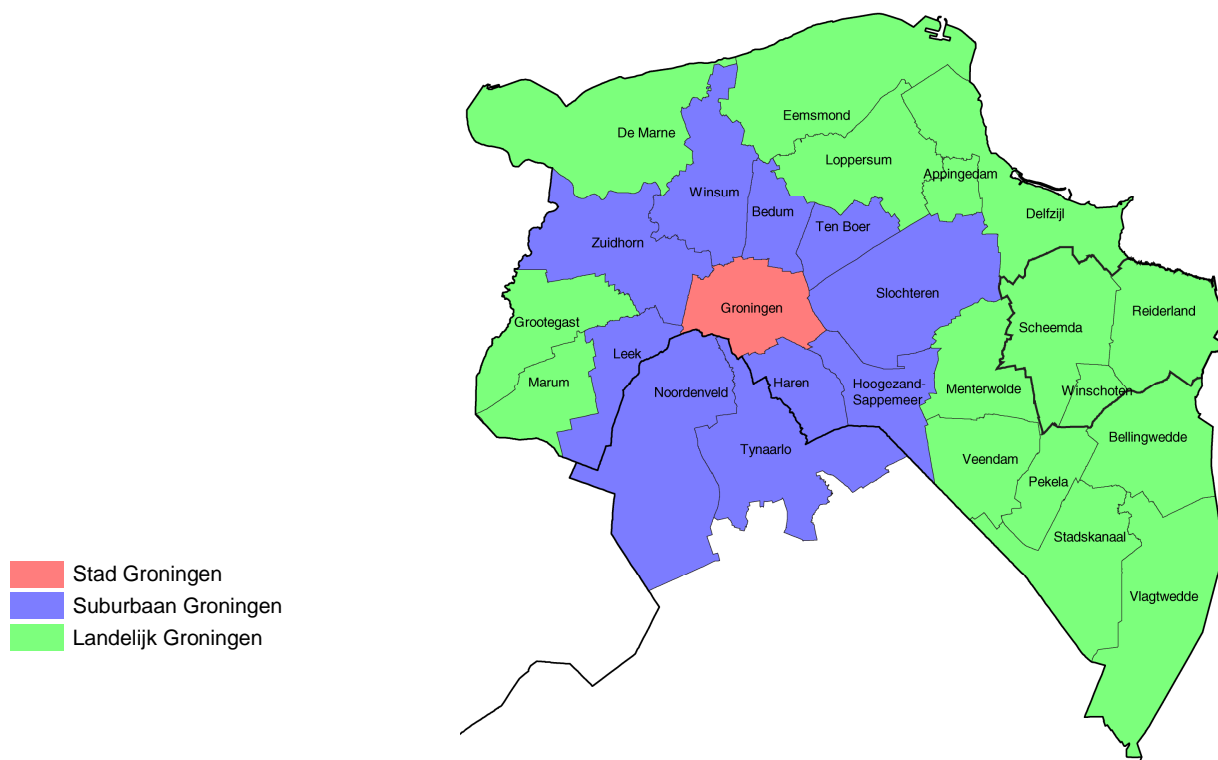 Eemsmond
De Marne
Loppersum
Appingedam
Winsum
Bedum
Delfzijl
Ten Boer
Zuidhorn
Slochteren
Groningen
Reiderland
Grootegast
Scheemda
Leek
Marum
Haren
Hoogezand-
Sappemeer
Menterwolde
Winschoten
Noordenveld
Bellingwedde
Tynaarlo
Veendam
Pekela
Stadskanaal
Vlagtwedde
Stad Groningen
Suburbaan Groningen
Landelijk Groningen